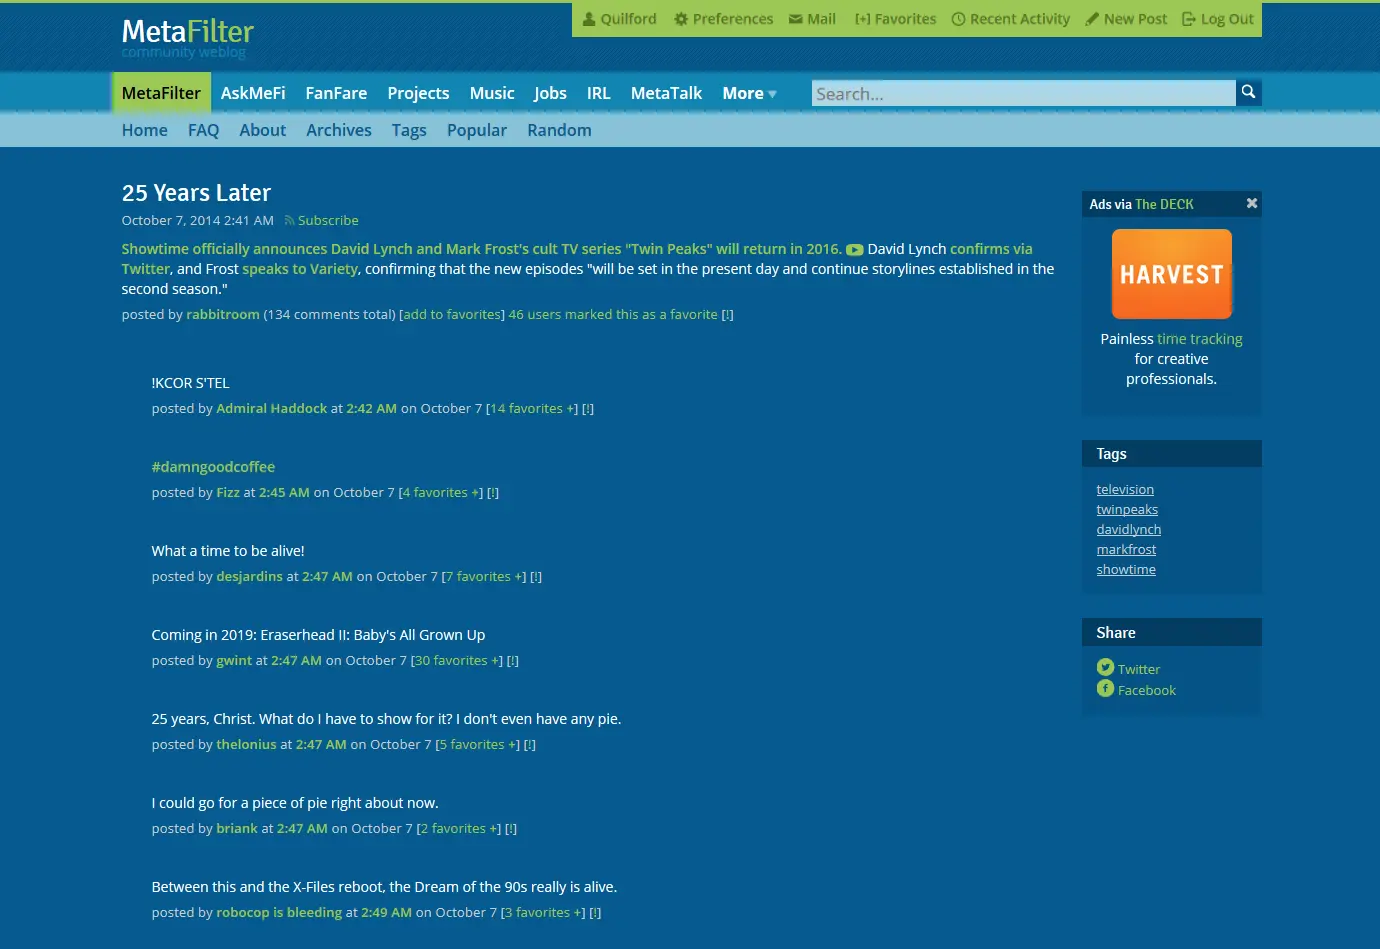 MetaFilter
community weblog
Quilford Preferences Mail [+] Favorites Recent Activity New Post Log Out
MetaFilter AskMeFi FanFare Projects Music Jobs IRL MetaTalk More Search...
Home FAQ About Archives Tags Popular Random
25 Years Later
October 7, 2014 2:41 AM Subscribe
Showtime officially announces David Lynch and Mark Frost's cult TV series "Twin Peaks" will return in 2016. David Lynch confirms via
Twitter, and Frost speaks to Variety, confirming that the new episodes "will be set in the present day and continue storylines established in the
second season."
posted by rabbitroom (134 comments total) [add to favorites] 46 users marked this as a favorite [!]
!KCOR S'TEL
posted by Admiral Haddock at 2:42 AM on October 7 [14 favorites +] [!]
#damngoodcoffee
posted by Fizz at 2:45 AM on October 7 [4 favorites +] [!]
What a time to be alive!
posted by desjardins at 2:47 AM on October 7 [7 favorites +] [!]
Coming in 2019: Eraserhead II: Baby's All Grown Up
posted by gwint at 2:47 AM on October 7 [30 favorites +] [!]
25 years, Christ. What do I have to show for it? I don't even have any pie.
posted by thelonius at 2:47 AM on October 7 [5 favorites +] [!]
I could go for a piece of pie right about now.
posted by briank at 2:47 AM on October 7 [2 favorites +] [!]
Between this and the X-Files reboot, the Dream of the 90s really is alive.
posted by robocop is bleeding at 2:49 AM on October 7 [3 favorites +] [!]
Ads via The DECK
HARVEST
Painless time tracking
for creative
professionals.
Tags
television
twinpeaks
davidlynch
markfrost
showtime
Share
Twitter
Facebook